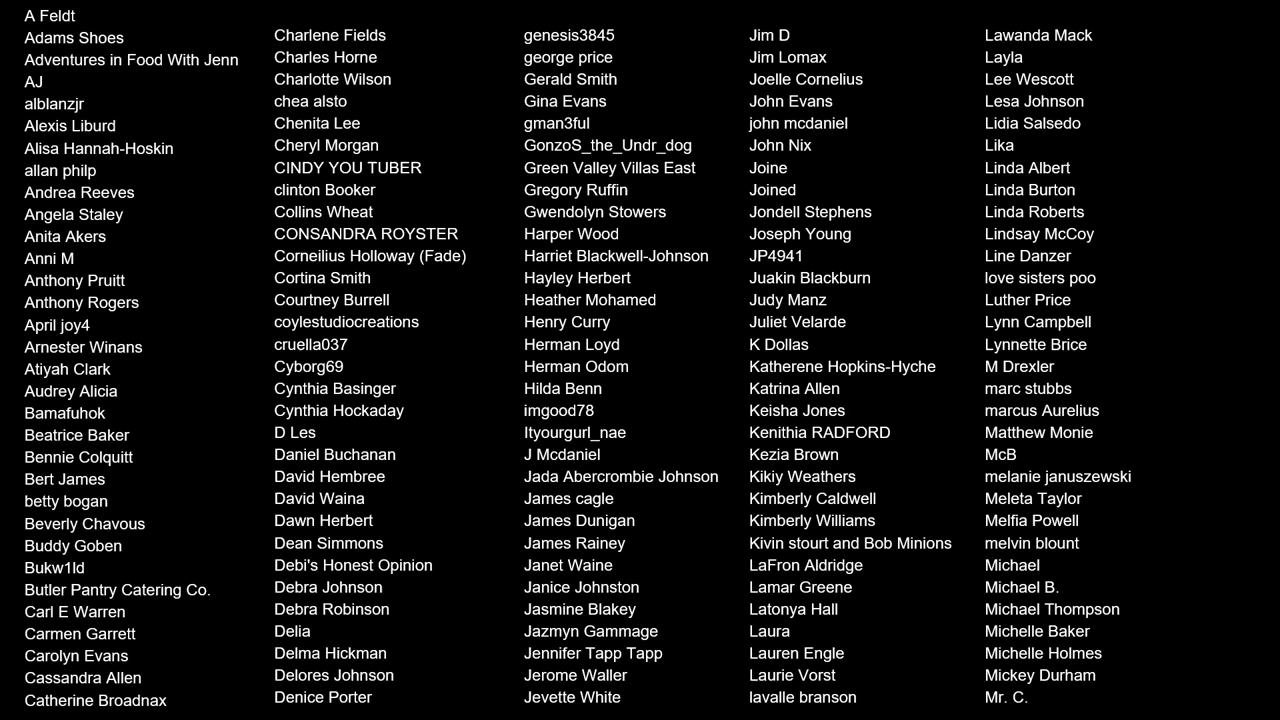 A Feldt
Adams Shoes
Adventures in Food With Jenn
AJ
alblanzjr
Alexis Liburd
Alisa Hannah-Hoskin
allan philp
Andrea Reeves
Angela Staley
Anita Akers
Anni M
Anthony Pruitt
Anthony Rogers
April joy4
Arnester Winans
Atiyah Clark
Audrey Alicia
Bamafuhok
Beatrice Baker
Bennie Colquitt
Bert James
betty bogan
Beverly Chavous
Buddy Goben
Bukw1ld
Butler Pantry Catering Co.
Carl E Warren
Carmen Garrett
Carolyn Evans
Cassandra Allen
Catherine Broadnax
Charlene Fields
Charles Horne
Charlotte Wilson
chea alsto
Chenita Lee
Cheryl Morgan
CINDY YOU TUBER
clinton Booker
Collins Wheat
CONSANDRA ROYSTER
Corneilius Holloway (Fade)
Cortina Smith
Courtney Burrell
coylestudiocreations
cruella037
Cyborg69
Cynthia Basinger
Cynthia Hockaday
D Les
Daniel Buchanan
David Hembree
David Waina
Dawn Herbert
Dean Simmons
Debi's Honest Opinion
Debra Johnson
Debra Robinson
Delia
Delma Hickman
Delores Johnson
Denice Porter
genesis3845
george price
Gerald Smith
Gina Evans
gman3ful
GonzoS_the_Undr_dog
Green Valley Villas East
Gregory Ruffin
Gwendolyn Stowers
Harper Wood
Harriet Blackwell-Johnson
Hayley Herbert
Heather Mohamed
Henry Curry
Herman Loyd
Herman Odom
Hilda Benn
imgood78
Ityourgurl_nae
J Mcdaniel
Jada Abercrombie Johnson
James cagle
James Dunigan
James Rainey
Janet Waine
Janice Johnston
Jasmine Blakey
Jazmyn Gammage
Jennifer Tapp Tapp
Jerome Waller
Jevette White
Jim D
Jim Lomax
Joelle Cornelius
John Evans
john mcdaniel
John Nix
Joine
Joined
Jondell Stephens
Joseph Young
JP4941
Juakin Blackburn
Judy Manz
Juliet Velarde
K Dollas
Katherene Hopkins-Hyche
Katrina Allen
Keisha Jones
Kenithia RADFORD
Kezia Brown
Kikiy Weathers
Kimberly Caldwell
Kimberly Williams
Kivin stourt and Bob Minions
LaFron Aldridge
Lamar Greene
Latonya Hall
Laura
Lauren Engle
Laurie Vorst
lavalle branson
Lawanda Mack
Layla
Lee Wescott
Lesa Johnson
Lidia Salsedo
Lika
Linda Albert
Linda Burton
Linda Roberts
Lindsay McCoy
Line Danzer
love sisters poo
Luther Price
Lynn Campbell
Lynnette Brice
M Drexler
marc stubbs
marcus Aurelius
Matthew Monie
McB
melanie januszewski
Meleta Taylor
Melfia Powell
melvin blount
Michael
Michael B.
Michael Thompson
Michelle Baker
Michelle Holmes
Mickey Durham
Mr. C.